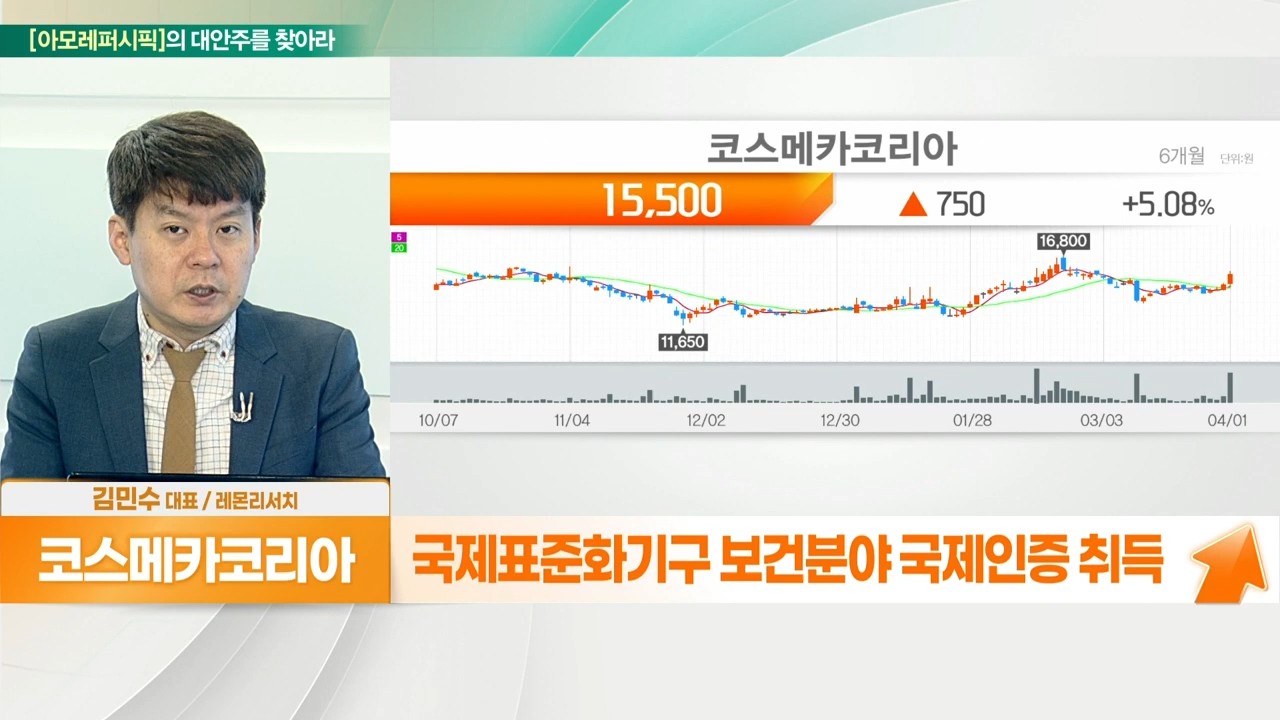 [아모레퍼시픽]의 대안주를 찾아라
코스메카코리아
6개월 단위:원
15,500 ▲ 750 +5.08%
5
20
16,800
11,650
10/07 11/04 12/02 12/30 01/28 03/03 04/01
김민수 대표 / 레몬리서치
코스메카코리아
국제표준화기구 보건분야 국제인증 취득